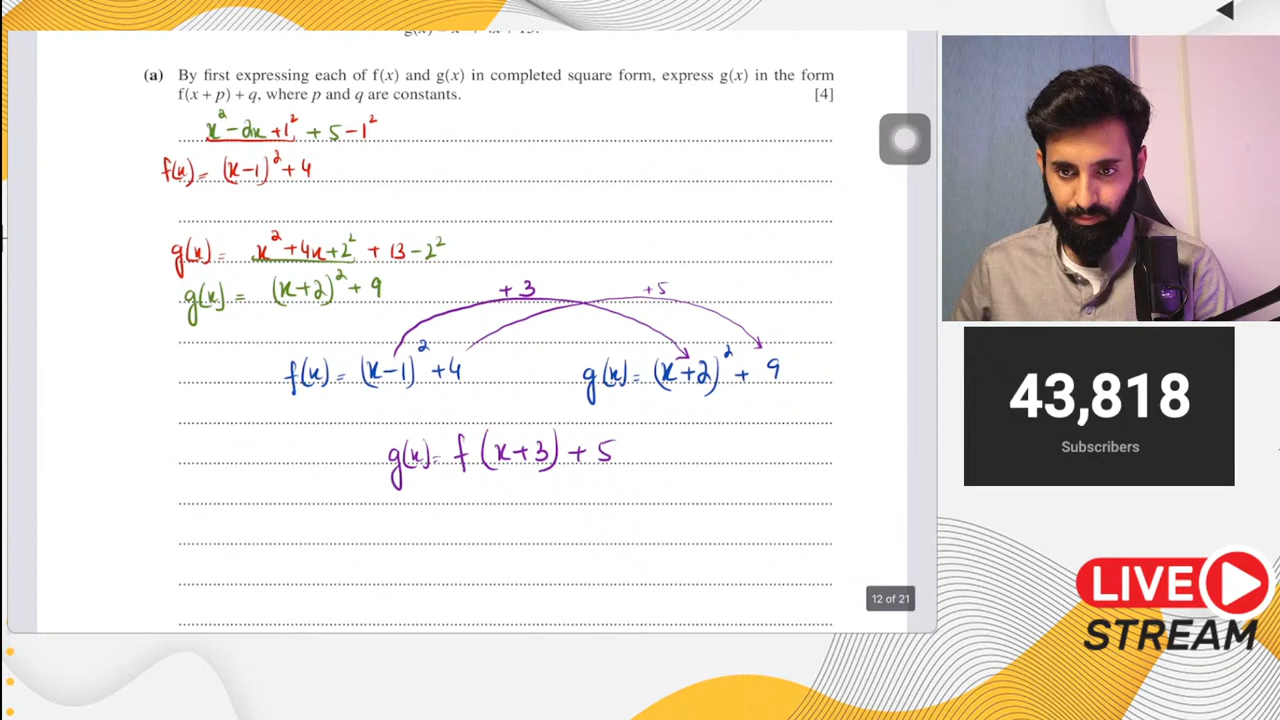 (a) By first expressing each of f(x) and g(x) in completed square form, express g(x) in the form
f(x + p) + q, where p and q are constants. [4]
x² − 2x + 1² + 5 − 1²
f(x) = (x−1)² + 4
g(x) = x² + 4x + 2² + 13 − 2²
g(x) = (x+2)² + 9
+3 +5
f(x) = (x−1)² + 4 g(x) = (x+2)² + 9
g(x) = f(x+3) + 5
12 of 21
43,818
Subscribers
LIVE
STREAM